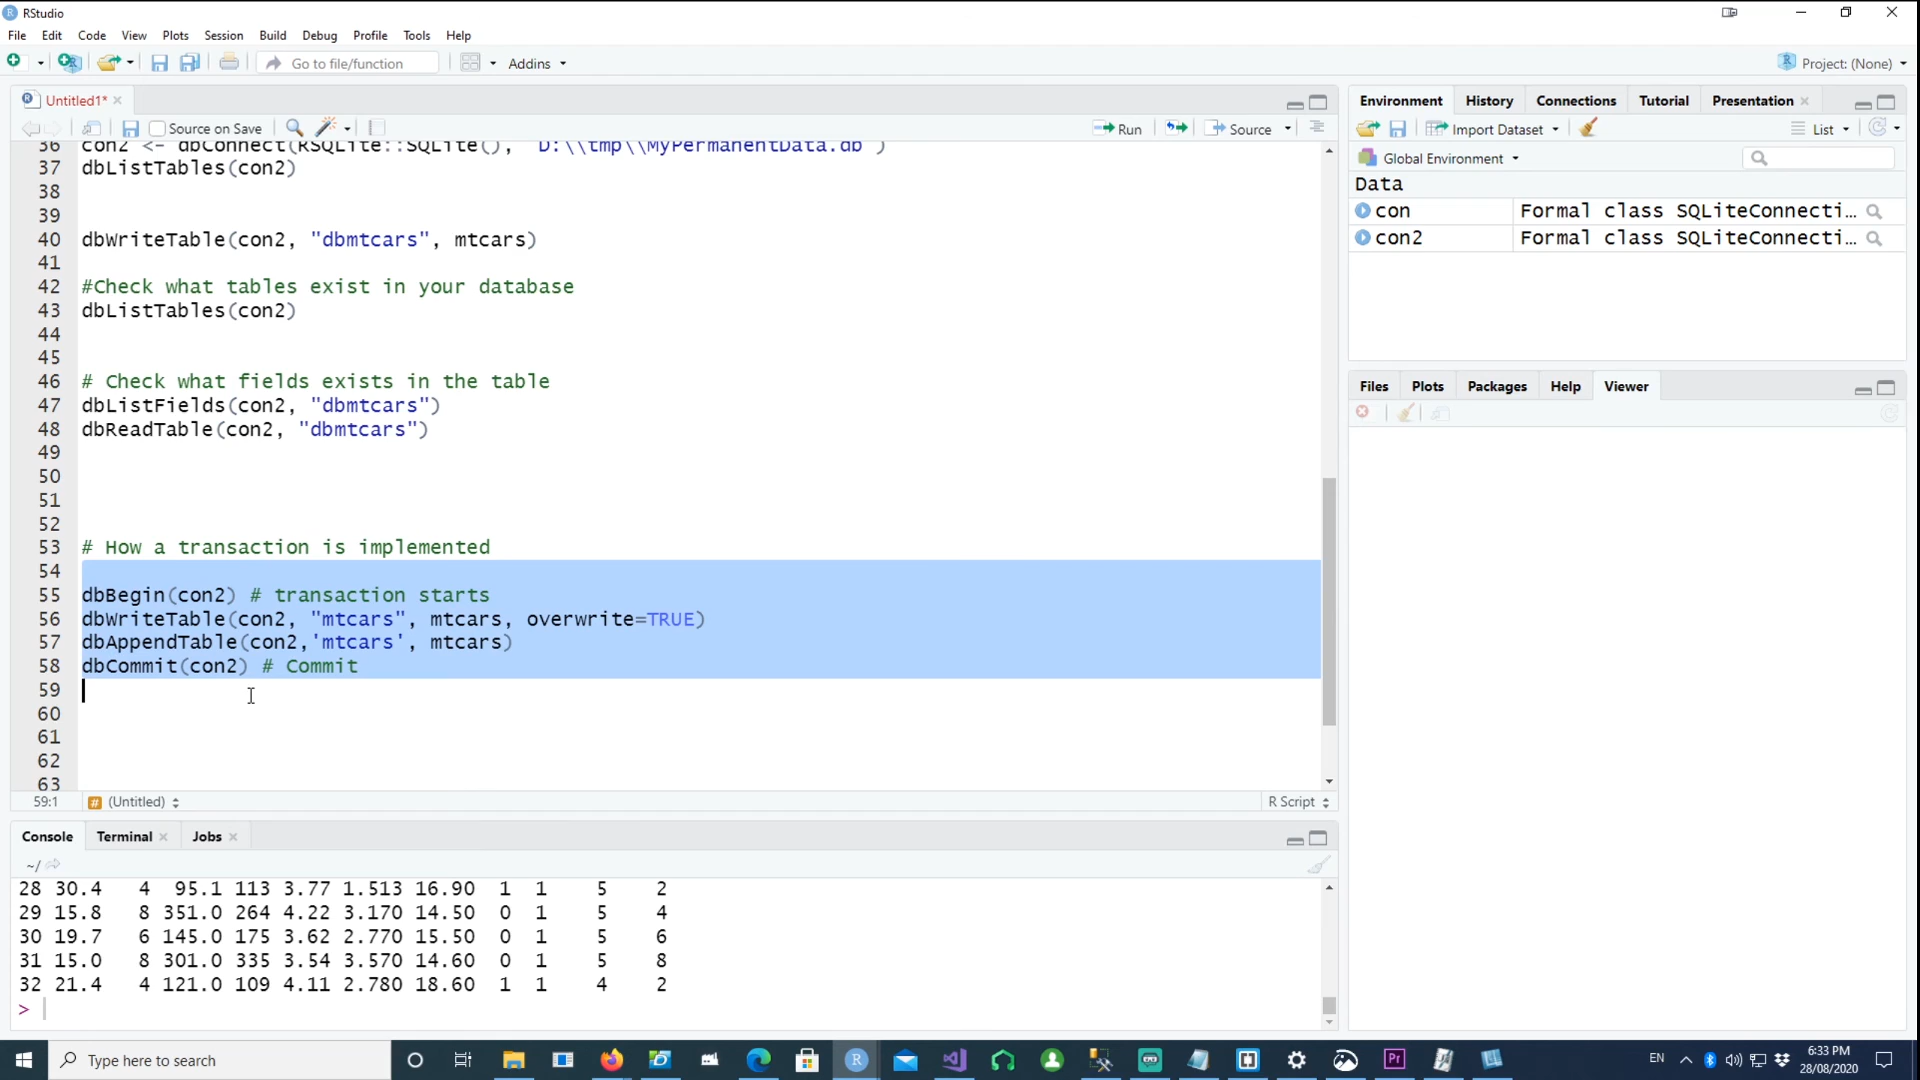 RStudio
File Edit Code View Plots Session Build Debug Profile Tools Help
Go to file/function Addins Project: (None)
Untitled1*
Source on Save Run Source
36 con2 <- dbConnect(RSQLite::SQLite(), "D:\\tmp\\MyPermanentData.db")
37 dbListTables(con2)
38
39
40 dbWriteTable(con2, "dbmtcars", mtcars)
41
42 #Check what tables exist in your database
43 dbListTables(con2)
44
45
46 # Check what fields exists in the table
47 dbListFields(con2, "dbmtcars")
48 dbReadTable(con2, "dbmtcars")
49
50
51
52
53 # How a transaction is implemented
54
55 dbBegin(con2) # transaction starts
56 dbWriteTable(con2, "mtcars", mtcars, overwrite=TRUE)
57 dbAppendTable(con2,'mtcars', mtcars)
58 dbCommit(con2) # Commit
59
60
61
62
63
59:1 # (Untitled) R Script
Console Terminal Jobs
~/
28 30.4 4 95.1 113 3.77 1.513 16.90 1 1 5 2
29 15.8 8 351.0 264 4.22 3.170 14.50 0 1 5 4
30 19.7 6 145.0 175 3.62 2.770 15.50 0 1 5 6
31 15.0 8 301.0 335 3.54 3.570 14.60 0 1 5 8
32 21.4 4 121.0 109 4.11 2.780 18.60 1 1 4 2
>
Environment History Connections Tutorial Presentation
Import Dataset List
Global Environment
Data
con Formal class SQLiteConnecti…
con2 Formal class SQLiteConnecti…
Files Plots Packages Help Viewer
Type here to search
R
Pr
EN
6:33 PM
28/08/2020